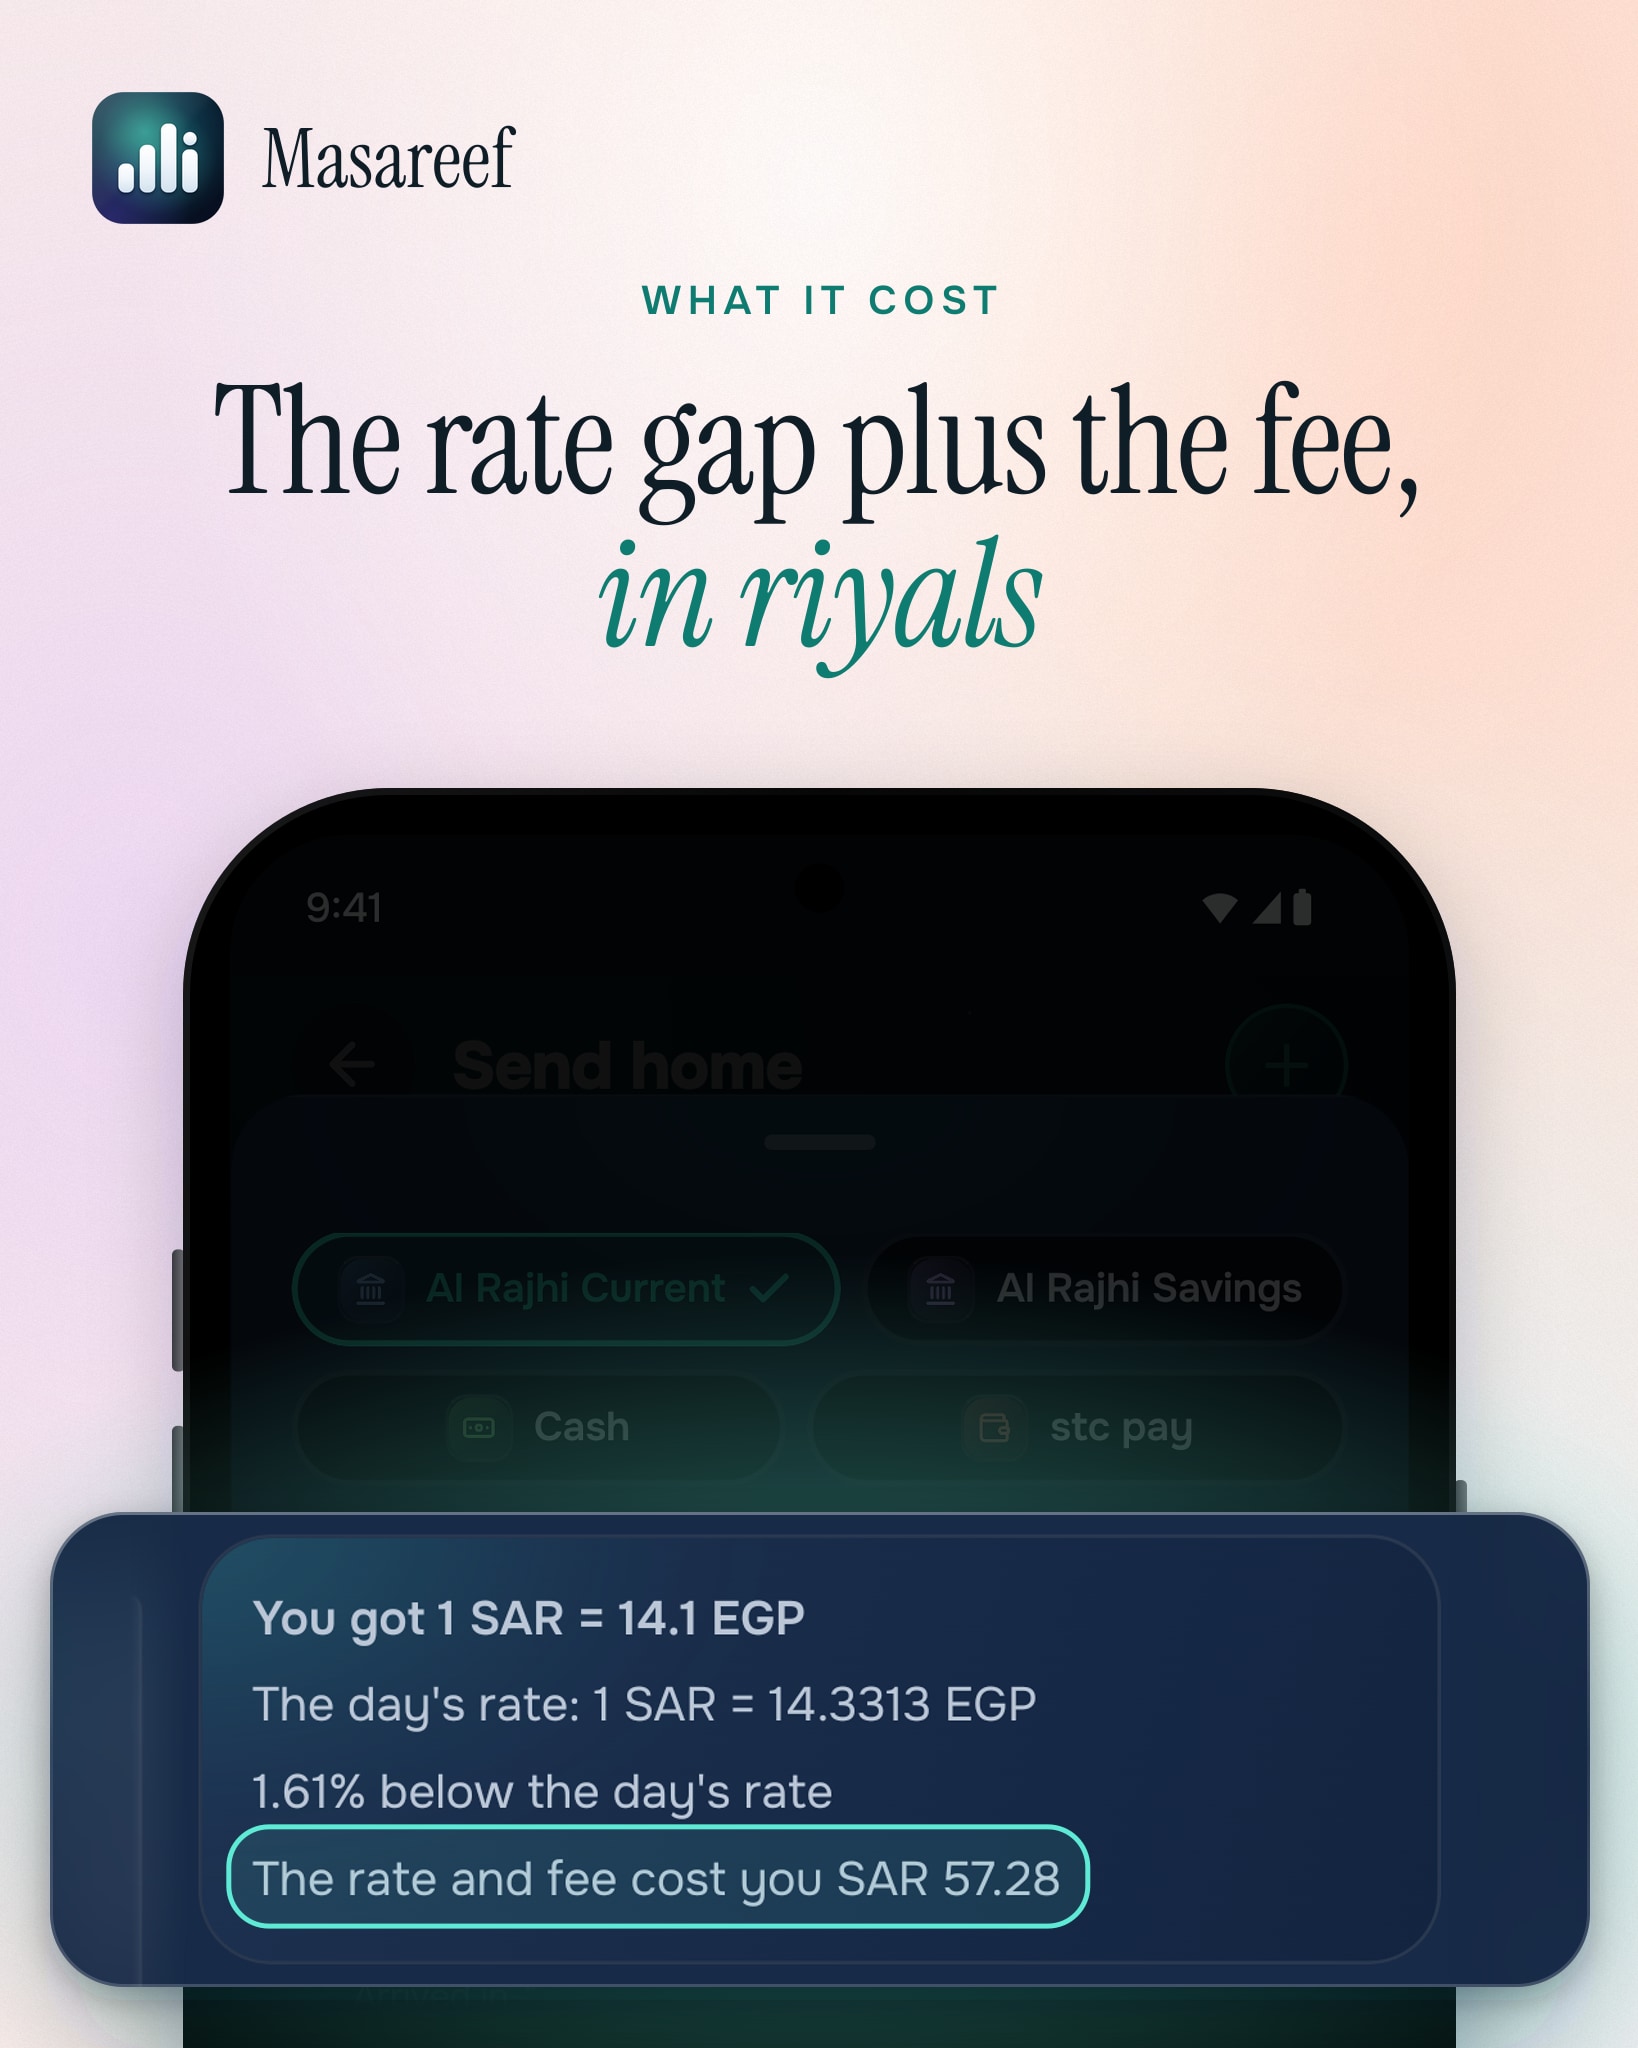 Masareef
WHAT IT COST
The rate gap plus the fee,
in riyals
9:41
Send home
Al Rajhi Current
Al Rajhi Savings
Cash
stc pay
You got 1 SAR = 14.1 EGP
The day's rate: 1 SAR = 14.3313 EGP
1.61% below the day's rate
The rate and fee cost you SAR 57.28